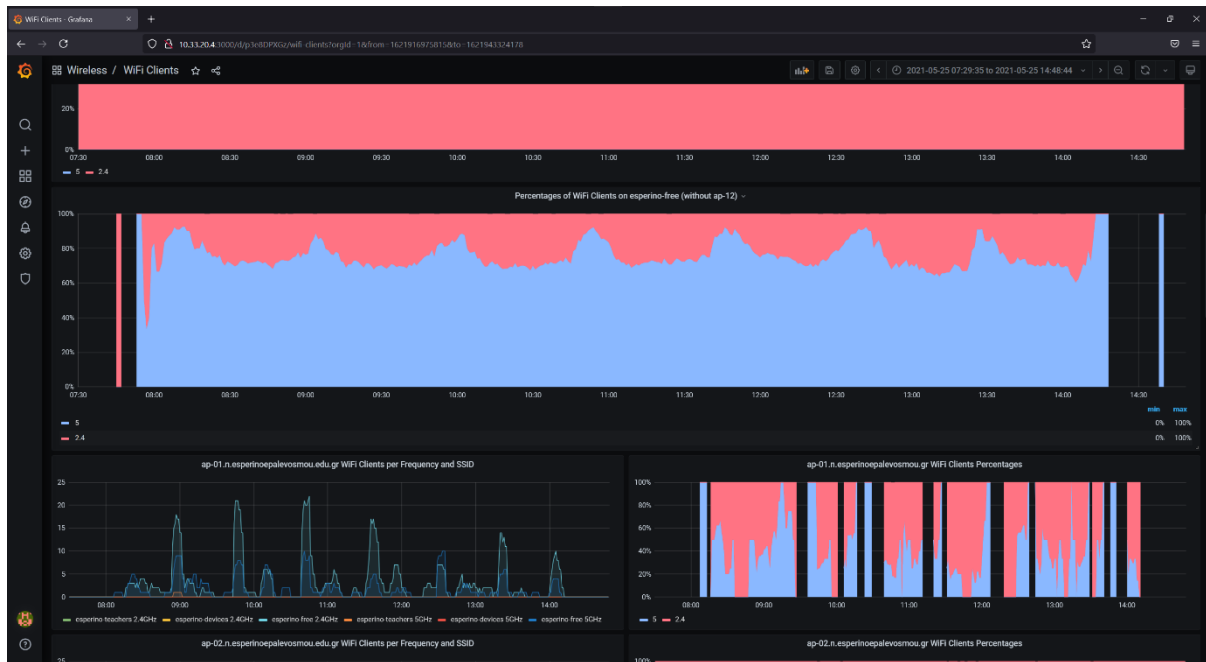 WiFi Clients - Grafana
10.33.20.4:3000/d/p3e8DPXGz/wifi-clients?orgId=1&from=1621916975815&to=1621943324178
Wireless / WiFi Clients
2021-05-25 07:29:35 to 2021-05-25 14:48:44
20%
0%
07:30 08:00 08:30 09:00 09:30 10:00 10:30 11:00 11:30 12:00 12:30 13:00 13:30 14:00 14:30
5 2.4
Percentages of WiFi Clients on esperino-free (without ap-12)
100%
80%
60%
40%
20%
0%
07:30 08:00 08:30 09:00 09:30 10:00 10:30 11:00 11:30 12:00 12:30 13:00 13:30 14:00 14:30
min max
5 0% 100%
2.4 0% 100%
ap-01.n.esperinoepalevosmou.edu.gr WiFi Clients per Frequency and SSID
25
20
15
10
5
0
08:00 09:00 10:00 11:00 12:00 13:00 14:00
esperino-teachers 2.4GHz esperino-devices 2.4GHz esperino-free 2.4GHz esperino-teachers 5GHz esperino-devices 5GHz esperino-free 5GHz
ap-01.n.esperinoepalevosmou.gr WiFi Clients Percentages
100%
80%
60%
40%
20%
0%
08:00 09:00 10:00 11:00 12:00 13:00 14:00
5 2.4
ap-02.n.esperinoepalevosmou.edu.gr WiFi Clients per Frequency and SSID
25
ap-02.n.esperinoepalevosmou.gr WiFi Clients Percentages
100%